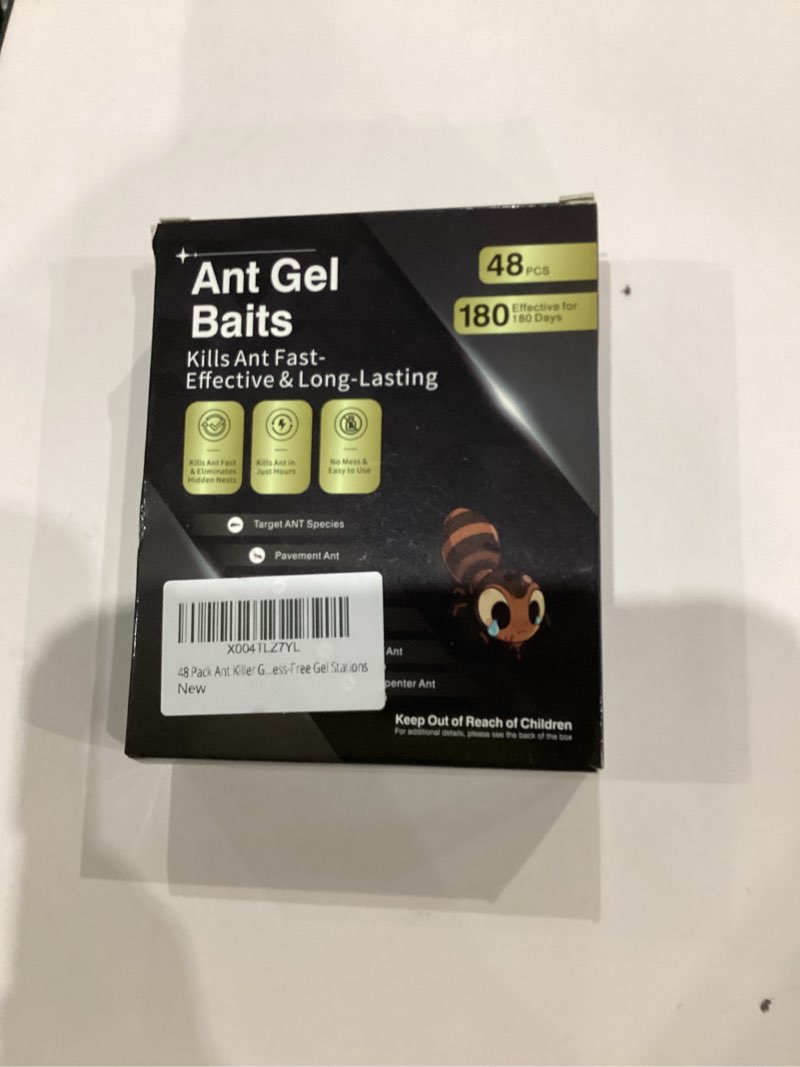 Ant Gel
Baits
Kills Ant Fast-
Effective & Long-Lasting
48 PCS
180 Effective for
180 Days
Kills Ant Fast
& Eliminates
Hidden Nests
Kills Ant in
Just Hours
No Mess &
Easy to Use
Target ANT Species
Pavement Ant
Ant
penter Ant
X004TLZ7YL
48 Pack Ant Killer G...ess-Free Gel Stations
New
Keep Out of Reach of Children
For additional details, please see the back of the box